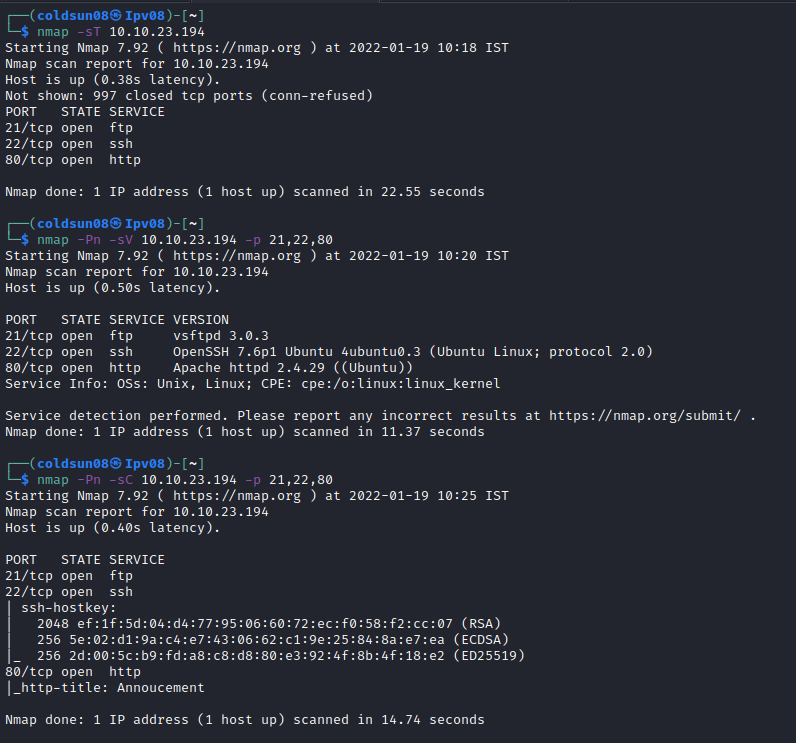 ┌──(coldsun08㉿Ipv08)-[~]
└─$ nmap -sT 10.10.23.194
Starting Nmap 7.92 ( https://nmap.org ) at 2022-01-19 10:18 IST
Nmap scan report for 10.10.23.194
Host is up (0.38s latency).
Not shown: 997 closed tcp ports (conn-refused)
PORT   STATE SERVICE
21/tcp open  ftp
22/tcp open  ssh
80/tcp open  http

Nmap done: 1 IP address (1 host up) scanned in 22.55 seconds

┌──(coldsun08㉿Ipv08)-[~]
└─$ nmap -Pn -sV 10.10.23.194 -p 21,22,80
Starting Nmap 7.92 ( https://nmap.org ) at 2022-01-19 10:20 IST
Nmap scan report for 10.10.23.194
Host is up (0.50s latency).

PORT   STATE SERVICE VERSION
21/tcp open  ftp     vsftpd 3.0.3
22/tcp open  ssh     OpenSSH 7.6p1 Ubuntu 4ubuntu0.3 (Ubuntu Linux; protocol 2.0)
80/tcp open  http    Apache httpd 2.4.29 ((Ubuntu))
Service Info: OSs: Unix, Linux; CPE: cpe:/o:linux:linux_kernel

Service detection performed. Please report any incorrect results at https://nmap.org/submit/ .
Nmap done: 1 IP address (1 host up) scanned in 11.37 seconds

┌──(coldsun08㉿Ipv08)-[~]
└─$ nmap -Pn -sC 10.10.23.194 -p 21,22,80
Starting Nmap 7.92 ( https://nmap.org ) at 2022-01-19 10:25 IST
Nmap scan report for 10.10.23.194
Host is up (0.40s latency).

PORT   STATE SERVICE
21/tcp open  ftp
22/tcp open  ssh
| ssh-hostkey:
|   2048 ef:1f:5d:04:d4:77:95:06:60:72:ec:f0:58:f2:cc:07 (RSA)
|   256 5e:02:d1:9a:c4:e7:43:06:62:c1:9e:25:84:8a:e7:ea (ECDSA)
|_  256 2d:00:5c:b9:fd:a8:c8:d8:80:e3:92:4f:8b:4f:18:e2 (ED25519)
80/tcp open  http
|_http-title: Annoucement

Nmap done: 1 IP address (1 host up) scanned in 14.74 seconds